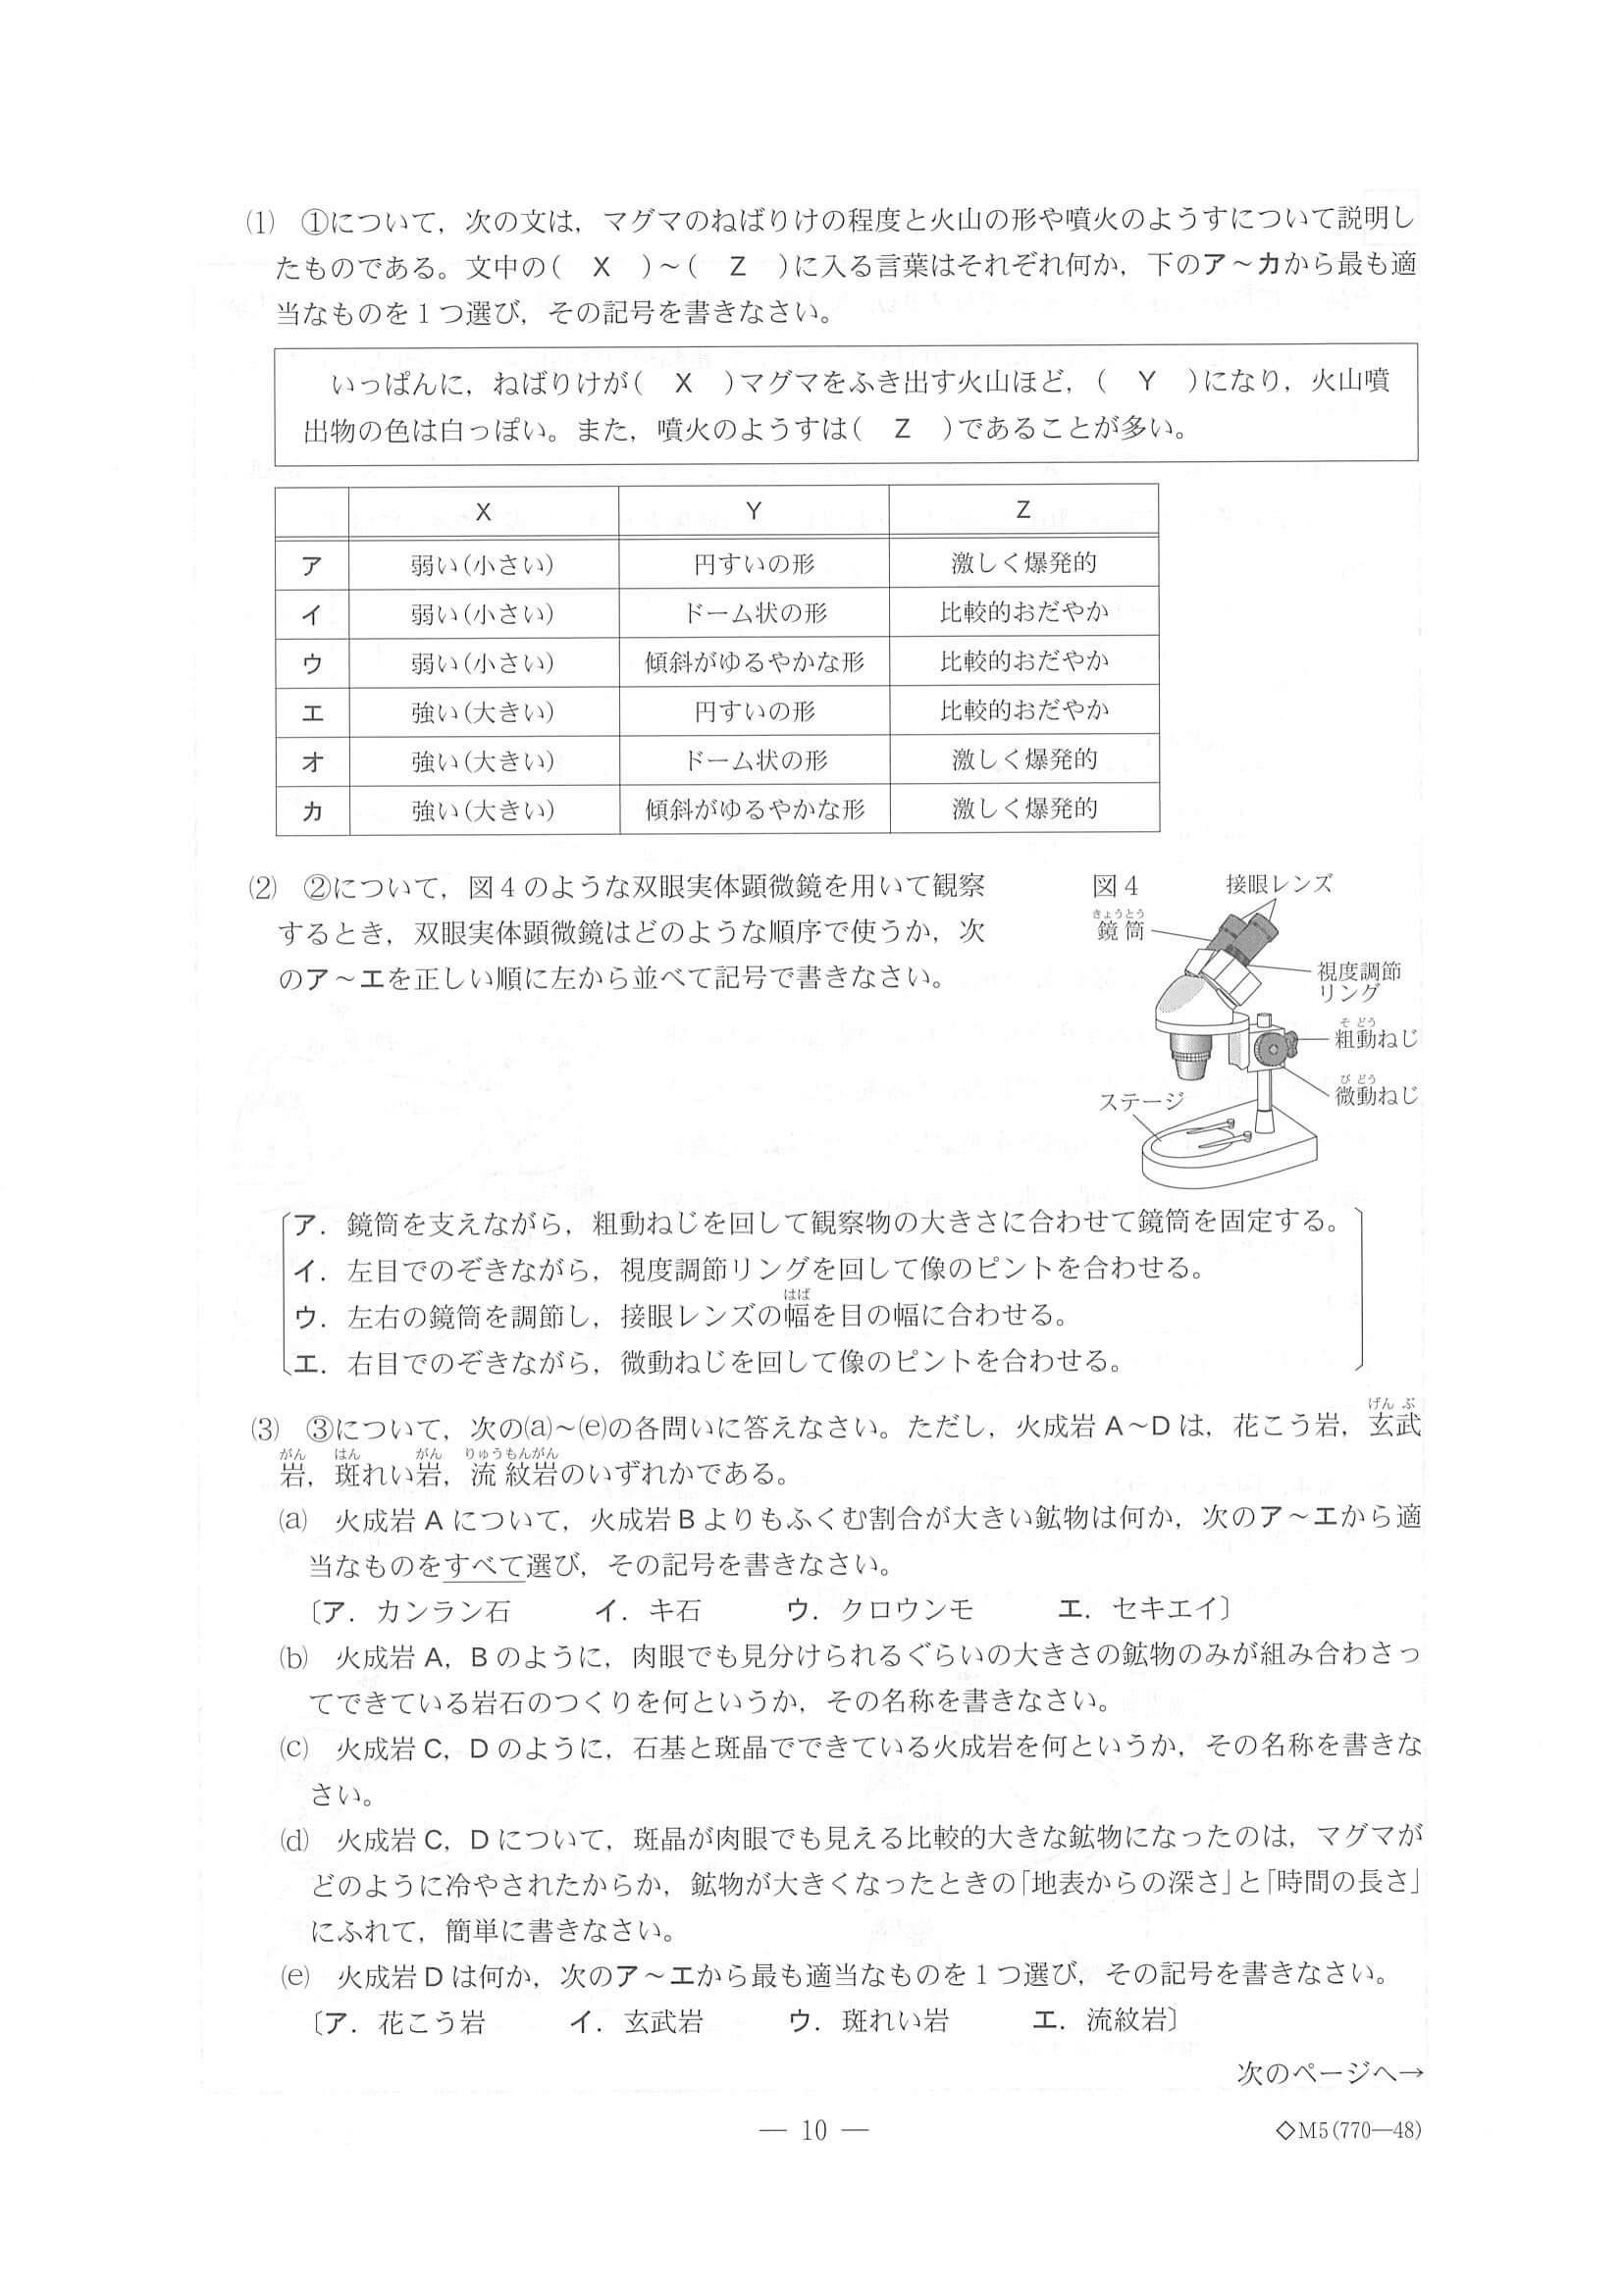 (1) ①について，次の文は，マグマのねばりけの程度と火山の形や噴火のようすについて説明し
たものである。文中の( X )～( Z )に入る言葉はそれぞれ何か，下のア～カから最も適
当なものを1つ選び，その記号を書きなさい。
いっぱんに，ねばりけが( X )マグマをふき出す火山ほど，( Y )になり，火山噴
出物の色は白っぽい。また，噴火のようすは( Z )であることが多い。
X Y Z
ア 弱い(小さい) 円すいの形 激しく爆発的
イ 弱い(小さい) ドーム状の形 比較的おだやか
ウ 弱い(小さい) 傾斜がゆるやかな形 比較的おだやか
エ 強い(大きい) 円すいの形 比較的おだやか
オ 強い(大きい) ドーム状の形 激しく爆発的
カ 強い(大きい) 傾斜がゆるやかな形 激しく爆発的
(2) ②について，図4のような双眼実体顕微鏡を用いて観察
するとき，双眼実体顕微鏡はどのような順序で使うか，次
のア～エを正しい順に左から並べて記号で書きなさい。
図4
接眼レンズ
きょうとう
鏡筒
視度調節
リング
そどう
粗動ねじ
びどう
微動ねじ
ステージ
ア．鏡筒を支えながら，粗動ねじを回して観察物の大きさに合わせて鏡筒を固定する。
イ．左目でのぞきながら，視度調節リングを回して像のピントを合わせる。
はば
ウ．左右の鏡筒を調節し，接眼レンズの幅を目の幅に合わせる。
エ．右目でのぞきながら，微動ねじを回して像のピントを合わせる。
げんぶ
(3) ③について，次の(a)～(e)の各問いに答えなさい。ただし，火成岩A～Dは，花こう岩，玄武
がん はん がん りゅうもんがん
岩，斑れい岩，流紋岩のいずれかである。
(a) 火成岩Aについて，火成岩Bよりもふくむ割合が大きい鉱物は何か，次のア～エから適
当なものをすべて選び，その記号を書きなさい。
〔ア．カンラン石 イ．キ石 ウ．クロウンモ エ．セキエイ〕
(b) 火成岩A，Bのように，肉眼でも見分けられるぐらいの大きさの鉱物のみが組み合わさっ
てできている岩石のつくりを何というか，その名称を書きなさい。
(c) 火成岩C，Dのように，石基と斑晶でできている火成岩を何というか，その名称を書きな
さい。
(d) 火成岩C，Dについて，斑晶が肉眼でも見える比較的大きな鉱物になったのは，マグマが
どのように冷やされたからか，鉱物が大きくなったときの「地表からの深さ」と「時間の長さ」
にふれて，簡単に書きなさい。
(e) 火成岩Dは何か，次のア～エから最も適当なものを1つ選び，その記号を書きなさい。
〔ア．花こう岩 イ．玄武岩 ウ．斑れい岩 エ．流紋岩〕
次のページへ→
― 10 ―
◇M5(770―48)